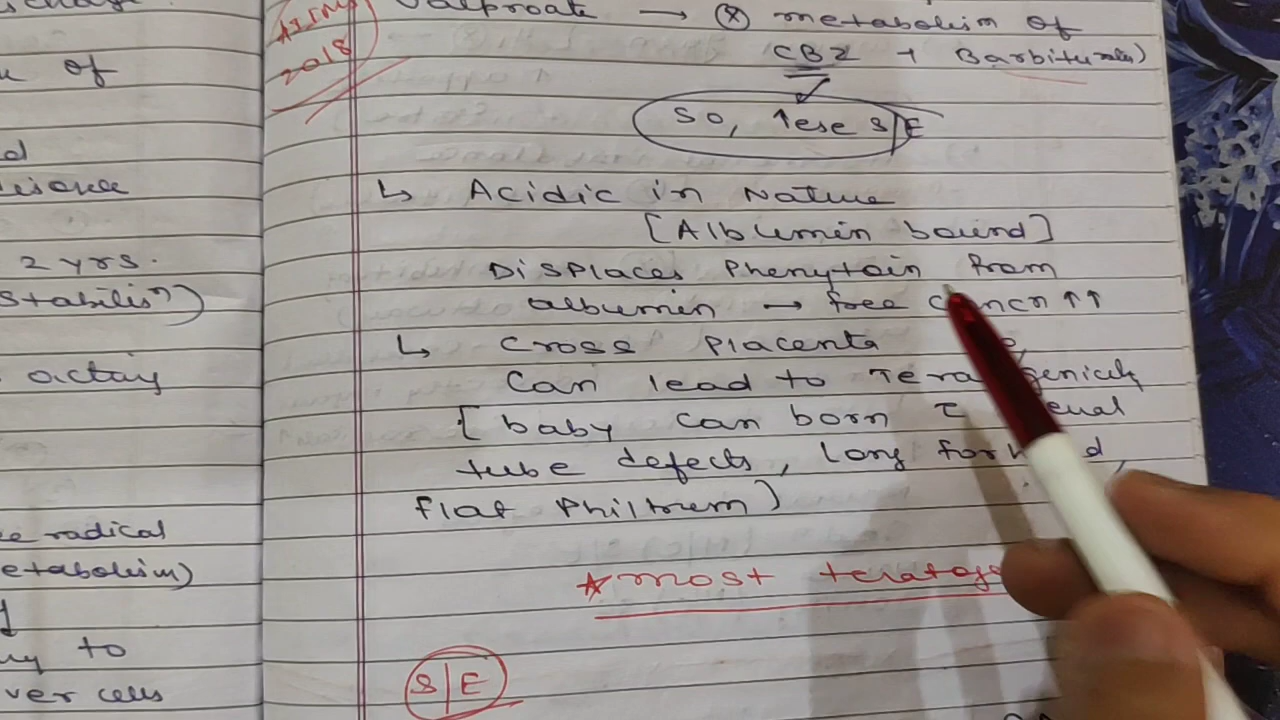 u of
d
2 yrs.
Stabilisn)
actay
e radical
etabolism)
to
ver cells
2018
Valproate → ⓧ metabolism of
CBZ + Barbiturates)
So, ↑ese S/E
↳ Acidic in Nature
[Albumin bound]
Displaces Phenytoin from
albumin → free concn ↑↑
↳ Cross Placenta
Can lead to
[baby can born c̄
tube defects, long
flat Philtrum)
★ most
S/E